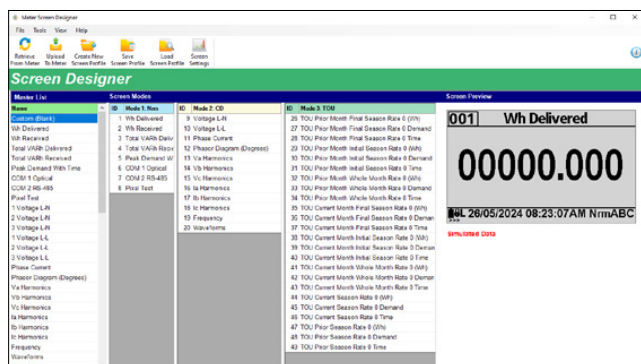 Meter Screen Designer
File Tools View Help
Retrieve From Meter
Upload To Meter
Create New Screen Profile
Save Screen Profile
Load Screen Profile
Screen Settings
Screen Designer
Master List
Name
Custom (Blank)
Wh Delivered
Wh Received
Total VARh Delivered
Total VARh Received
Peak Demand With Time
COM 1 Optical
COM 2 RS-485
Pixel Test
1 Voltage L-N
2 Voltage L-N
3 Voltage L-N
1 Voltage L-L
2 Voltage L-L
3 Voltage L-L
Phase Current
Phasor Diagram (Degrees)
Va Harmonics
Vb Harmonics
Vc Harmonics
Ia Harmonics
Ib Harmonics
Ic Harmonics
Frequency
Waveforms
Screen Modes
ID Mode 1: Nor
1 Wh Delivered
2 Wh Received
3 Total VARh Deliv
4 Total VARh Rece
5 Peak Demand W
6 COM 1 Optical
7 COM 2 RS-485
8 Pixel Test
ID Mode 2:
9 Voltage L-N
10 Voltage L-L
11 Phase Current
12 Phasor Diagram (Degrees)
13 Va Harmonics
14 Vb Harmonics
15 Vc Harmonics
16 Ia Harmonics
17 Ib Harmonics
18 Ic Harmonics
19 Frequency
20 Waveforms
ID Mode 3: TOU
26 TOU Prior Month Final Season Rate 0 (Wh)
27 TOU Prior Month Final Season Rate 0 Demand
28 TOU Prior Month Final Season Rate 0 Time
29 TOU Prior Month Initial Season Rate 0 (Wh)
30 TOU Prior Month Initial Season Rate 0 Demand
31 TOU Prior Month Initial Season Rate 0 Time
32 TOU Prior Month Whole Month Rate 0 (Wh)
33 TOU Prior Month Whole Month Rate 0 Demand
34 TOU Prior Month Whole Month Rate 0 Time
35 TOU Current Month Final Season Rate 0 (Wh)
36 TOU Current Month Final Season Rate 0 Deman
37 TOU Current Month Final Season Rate 0 Time
38 TOU Current Month Initial Season Rate 0 (Wh)
39 TOU Current Month Initial Season Rate 0 Deman
40 TOU Current Month Initial Season Rate 0 Time
41 TOU Current Month Whole Month Rate 0 (Wh)
42 TOU Current Month Whole Month Rate 0 Deman
43 TOU Current Month Whole Month Rate 0 Time
44 TOU Current Season Rate 0 (Wh)
45 TOU Current Season Rate 0 Demand
46 TOU Current Season Rate 0 Time
47 TOU Prior Season Rate 0 (Wh)
48 TOU Prior Season Rate 0 Demand
49 TOU Prior Season Rate 0 Time
Screen Preview
001 Wh Delivered
00000.000
26/05/2024 08:23:07AM NrmABC
Simulated Data